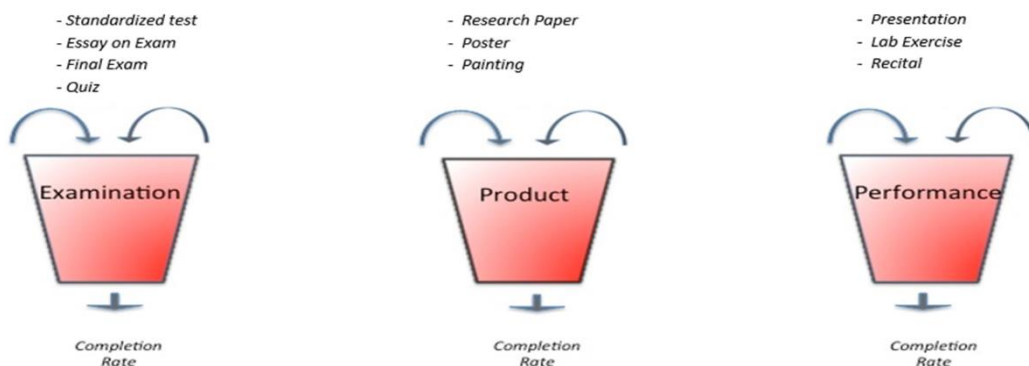 - Standardized test
- Essay on Exam
- Final Exam
- Quiz
Examination
Completion
Rate
- Research Paper
- Poster
- Painting
Product
Completion
Rate
- Presentation
- Lab Exercise
- Recital
Performance
Completion
Rate